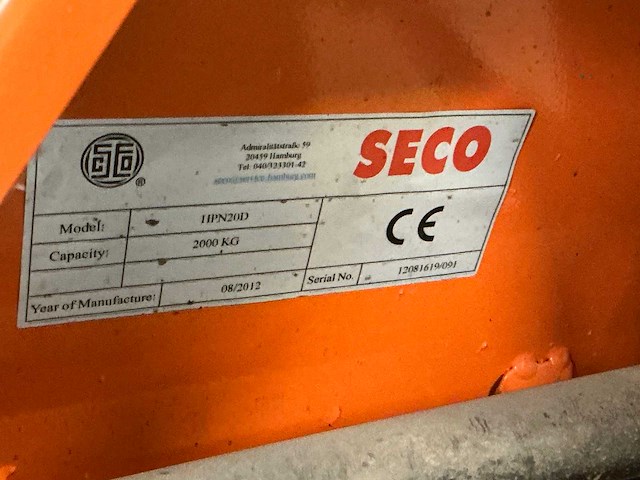 Admiralitätstraße 59
20459 Hamburg
Tel: 040/323301-42
SECO
®
Model: HPN20D
Capacity: 2000 KG
CE
Year of Manufacture: 08/2012 Serial No. 12081619/091